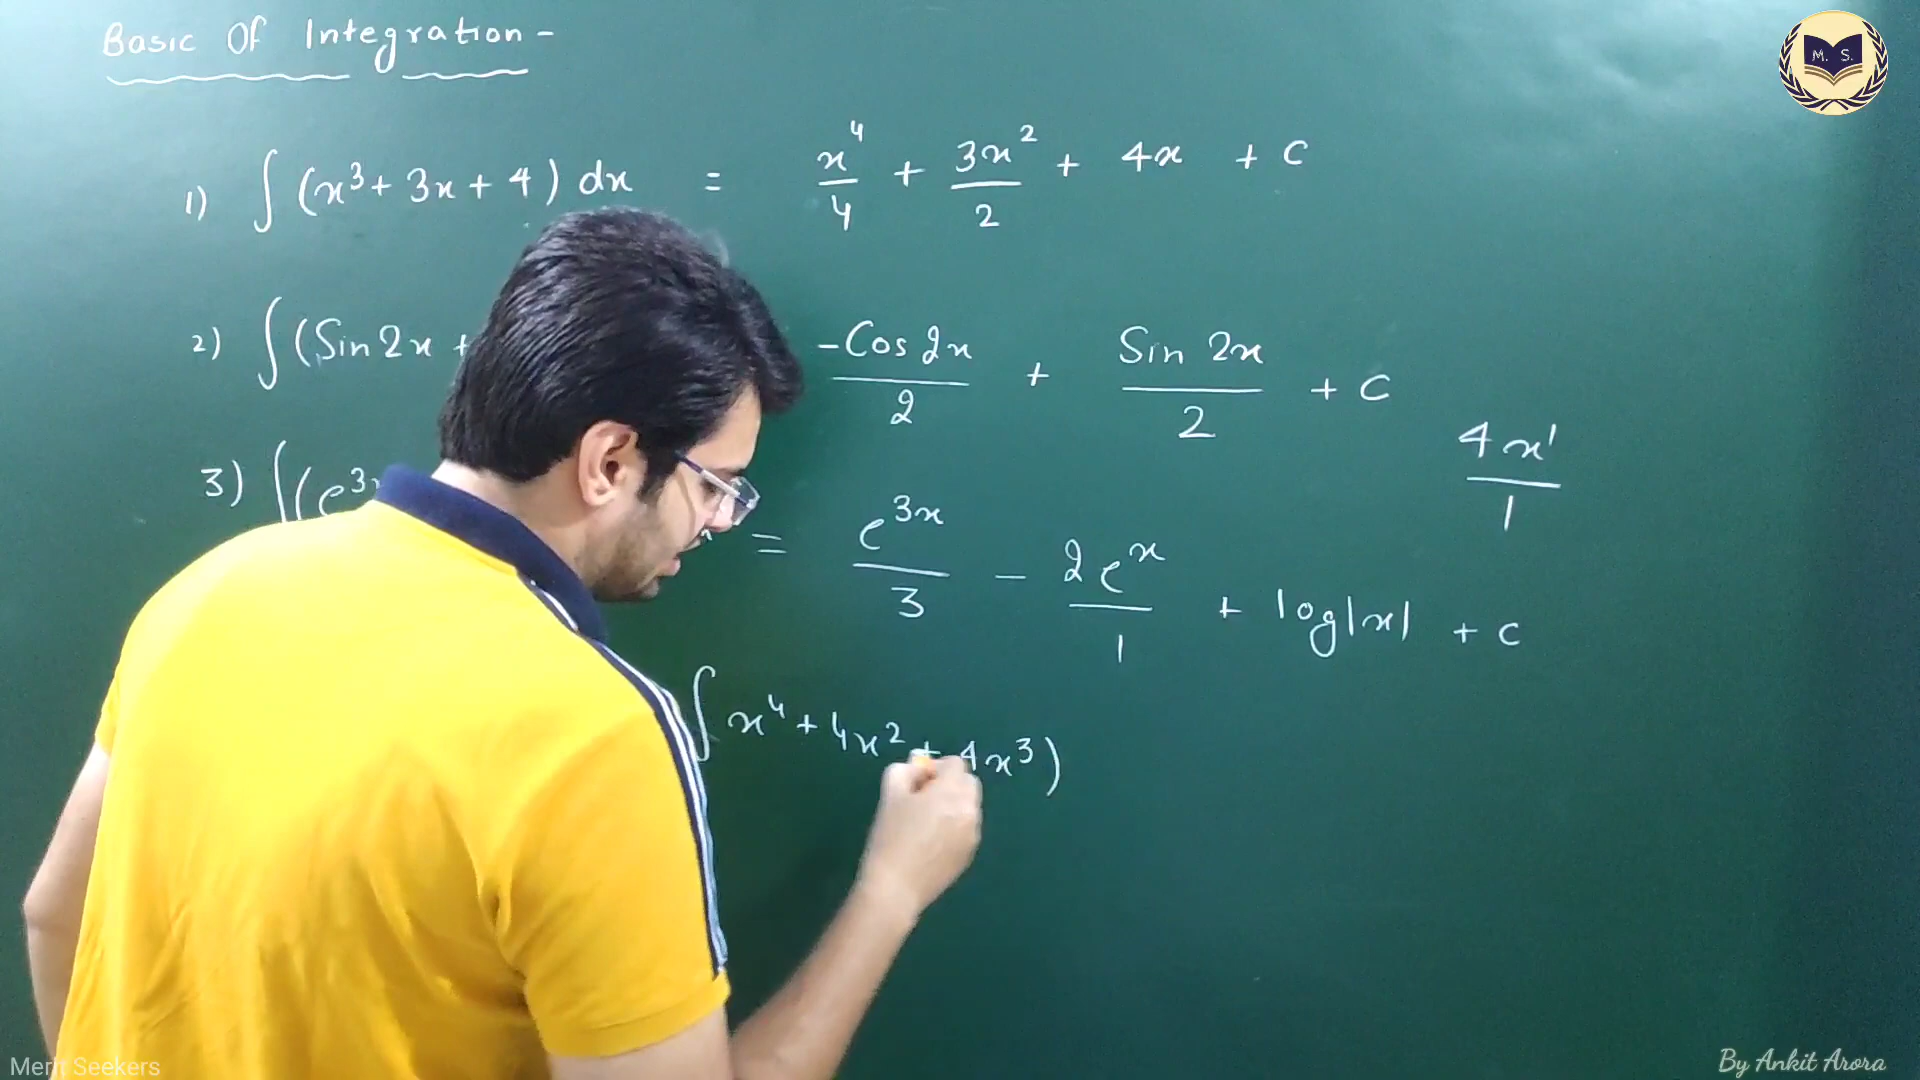 Basic Of Integration -
M. S.
1) ∫ (x³ + 3x + 4) dx = x⁴/4 + 3x²/2 + 4x + C
2) ∫ (Sin 2x + -Cos 2x/2 + Sin 2x/2 + C
4x¹/1
3) ∫ (e³ˣ = e³ˣ/3 - 2eˣ/1 + log|x| + C
∫ x⁴ + 4x² + 4x³)
Merit Seekers
By Ankit Arora